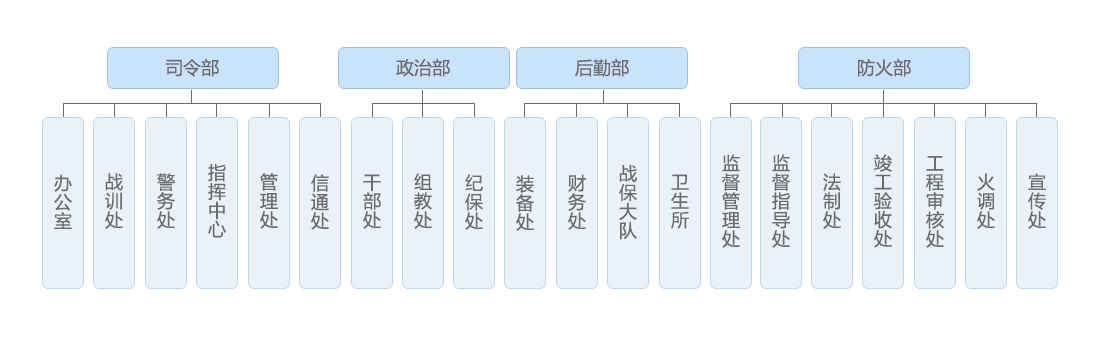 司令部
政治部
后勤部
防火部
办公室
战训处
警务处
指挥中心
管理处
信通处
干部处
组教处
纪保处
装备处
财务处
战保大队
卫生所
监督管理处
监督指导处
法制处
竣工验收处
工程审核处
火调处
宣传处